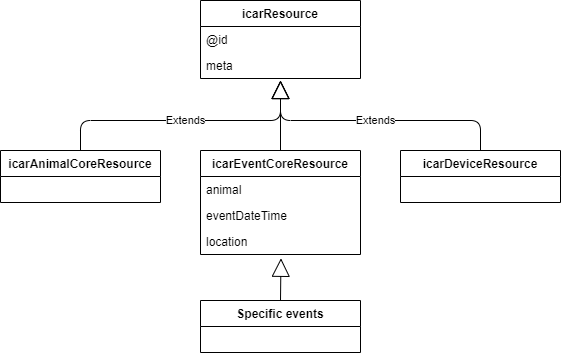 icarResource
@id
meta
Extends
Extends
icarAnimalCoreResource
icarEventCoreResource
icarDeviceResource
animal
eventDateTime
location
Specific events